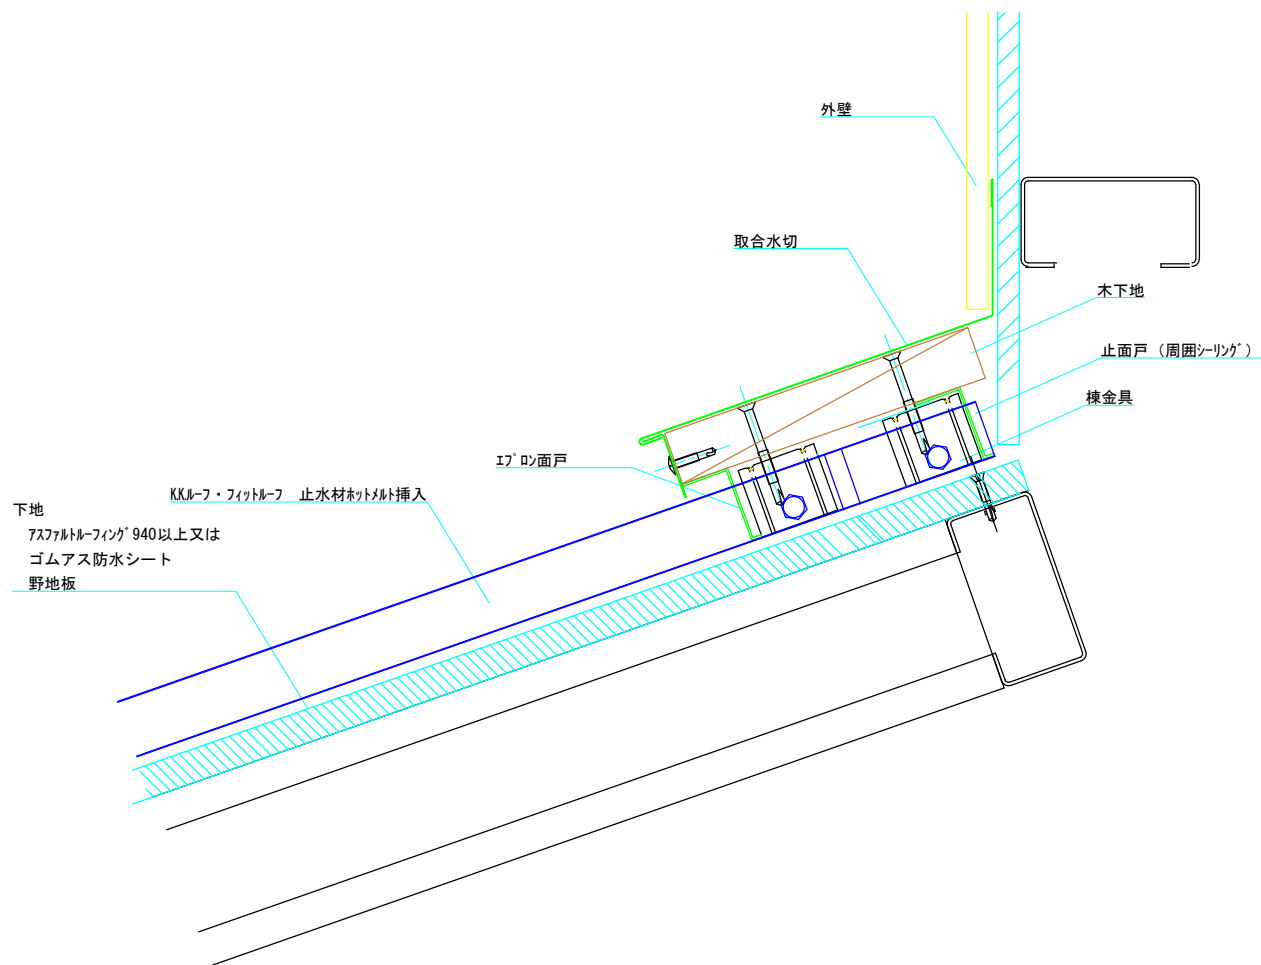 外壁
取合水切
木下地
止面戸（周囲ｼｰﾘﾝｸﾞ）
棟金具
ｴﾌﾟﾛﾝ面戸
KKﾙｰﾌ・ﾌｨｯﾄﾙｰﾌ　止水材ﾎｯﾄﾒﾙﾄ挿入
下地
ｱｽﾌｧﾙﾄﾙｰﾌｨﾝｸﾞ940以上又は
ゴムアス防水シート
野地板